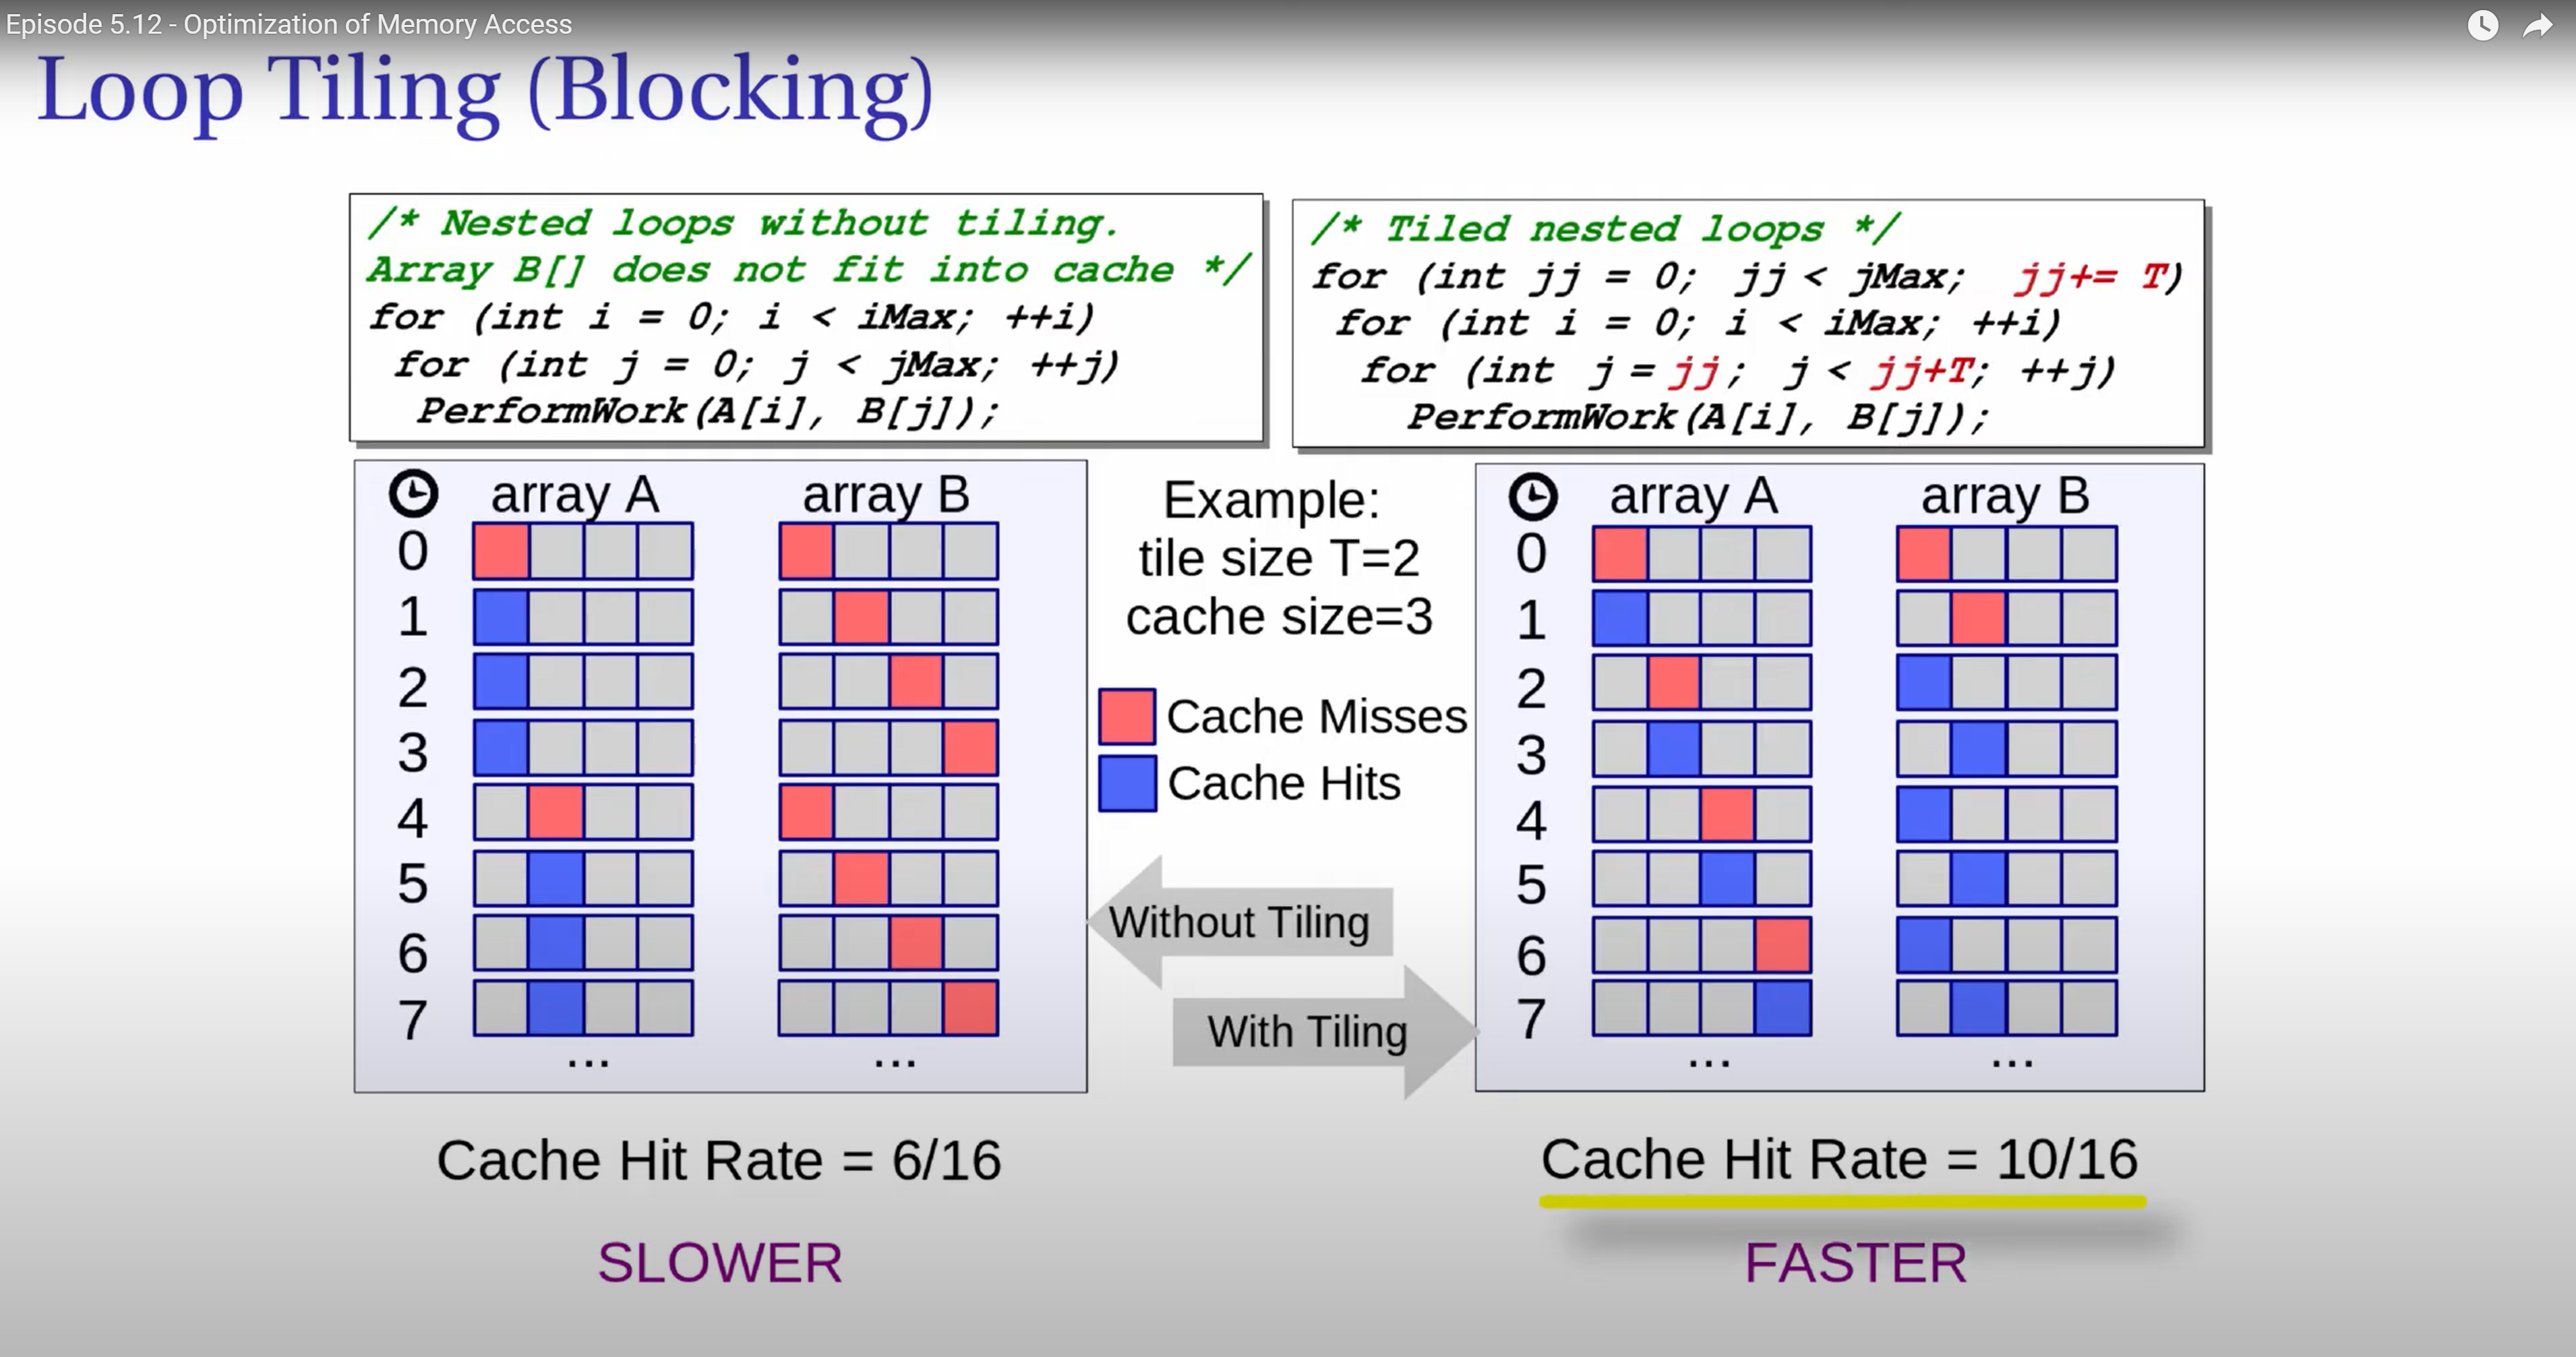 Episode 5.12 - Optimization of Memory Access
Loop Tiling (Blocking)
/* Nested loops without tiling.
Array B[] does not fit into cache */
for (int i = 0; i < iMax; ++i)
for (int j = 0; j < jMax; ++j)
PerformWork(A[i], B[j]);
/* Tiled nested loops */
for (int jj = 0; jj < jMax; jj+= T)
for (int i = 0; i < iMax; ++i)
for (int j = jj; j < jj+T; ++j)
PerformWork(A[i], B[j]);
array A array B
0
1
2
3
4
5
6
7
... ...
Example:
tile size T=2
cache size=3
Cache Misses
Cache Hits
Without Tiling
With Tiling
array A array B
0
1
2
3
4
5
6
7
... ...
Cache Hit Rate = 6/16
SLOWER
Cache Hit Rate = 10/16
FASTER